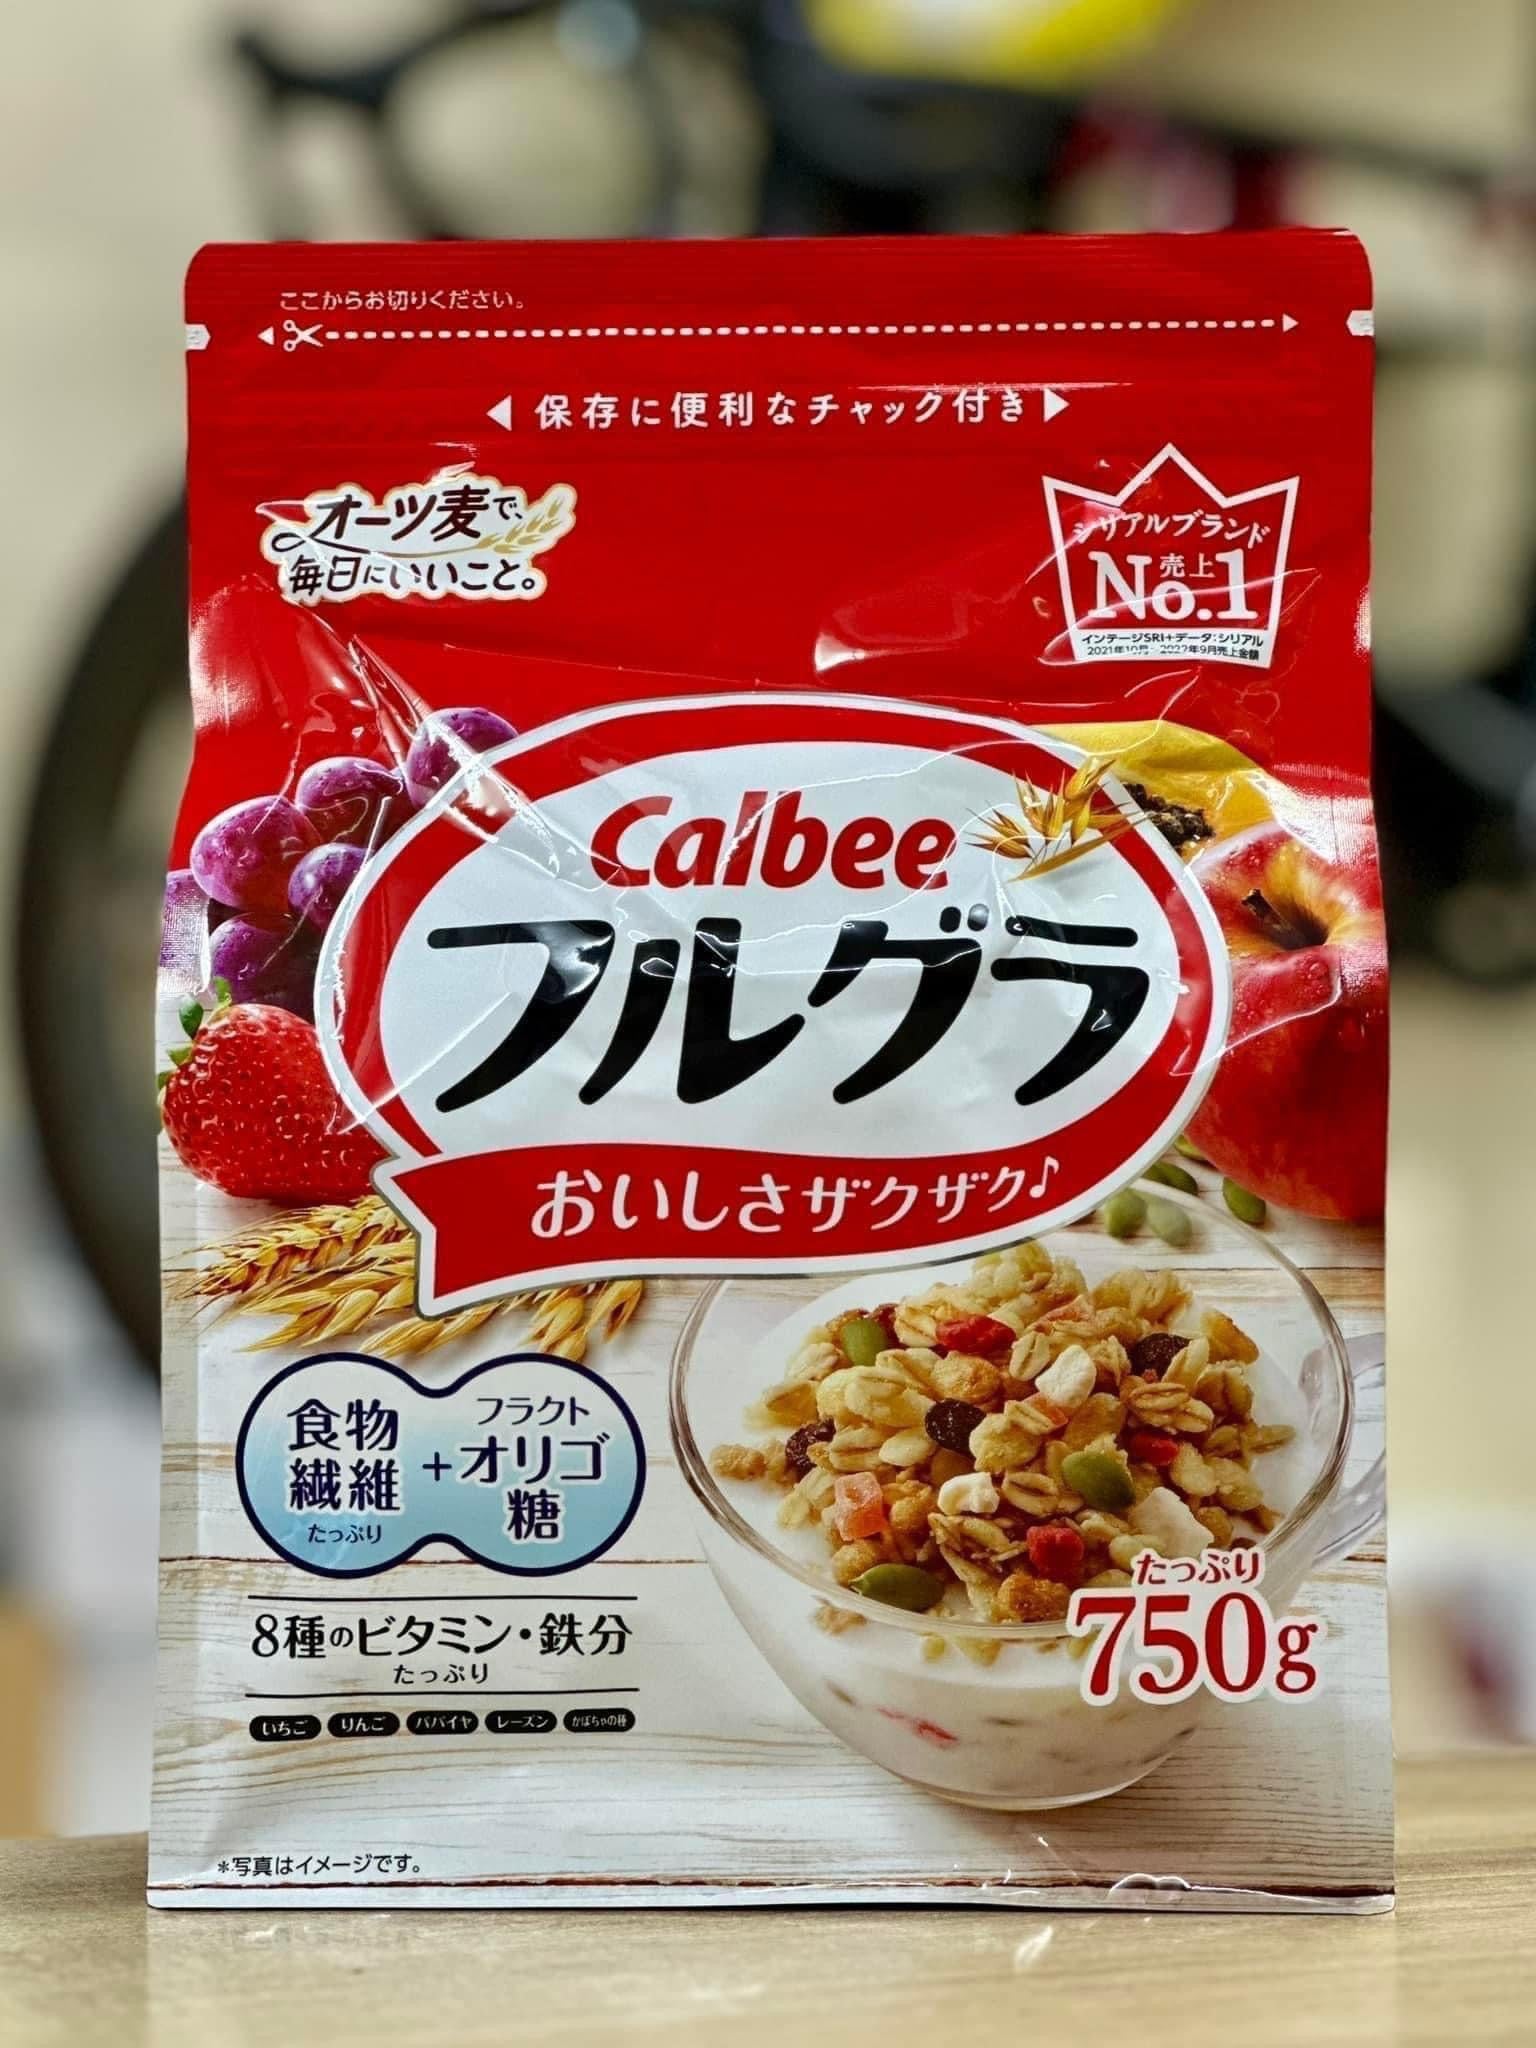 ここからお切りください。
保存に便利なチャック付き
オーツ麦で、
毎日にいいこと。
シリアルブランド
売上
No.1
インテージSRI+データ:シリアル
2021年10月~2022年9月売上金額
Calbee
フルグラ
おいしさザクザク♪
食物
繊維
たっぷり
+
フラクト
オリゴ
糖
8種のビタミン・鉄分
たっぷり
いちご りんご パパイヤ レーズン かぼちゃの種
たっぷり
750g
*写真はイメージです。